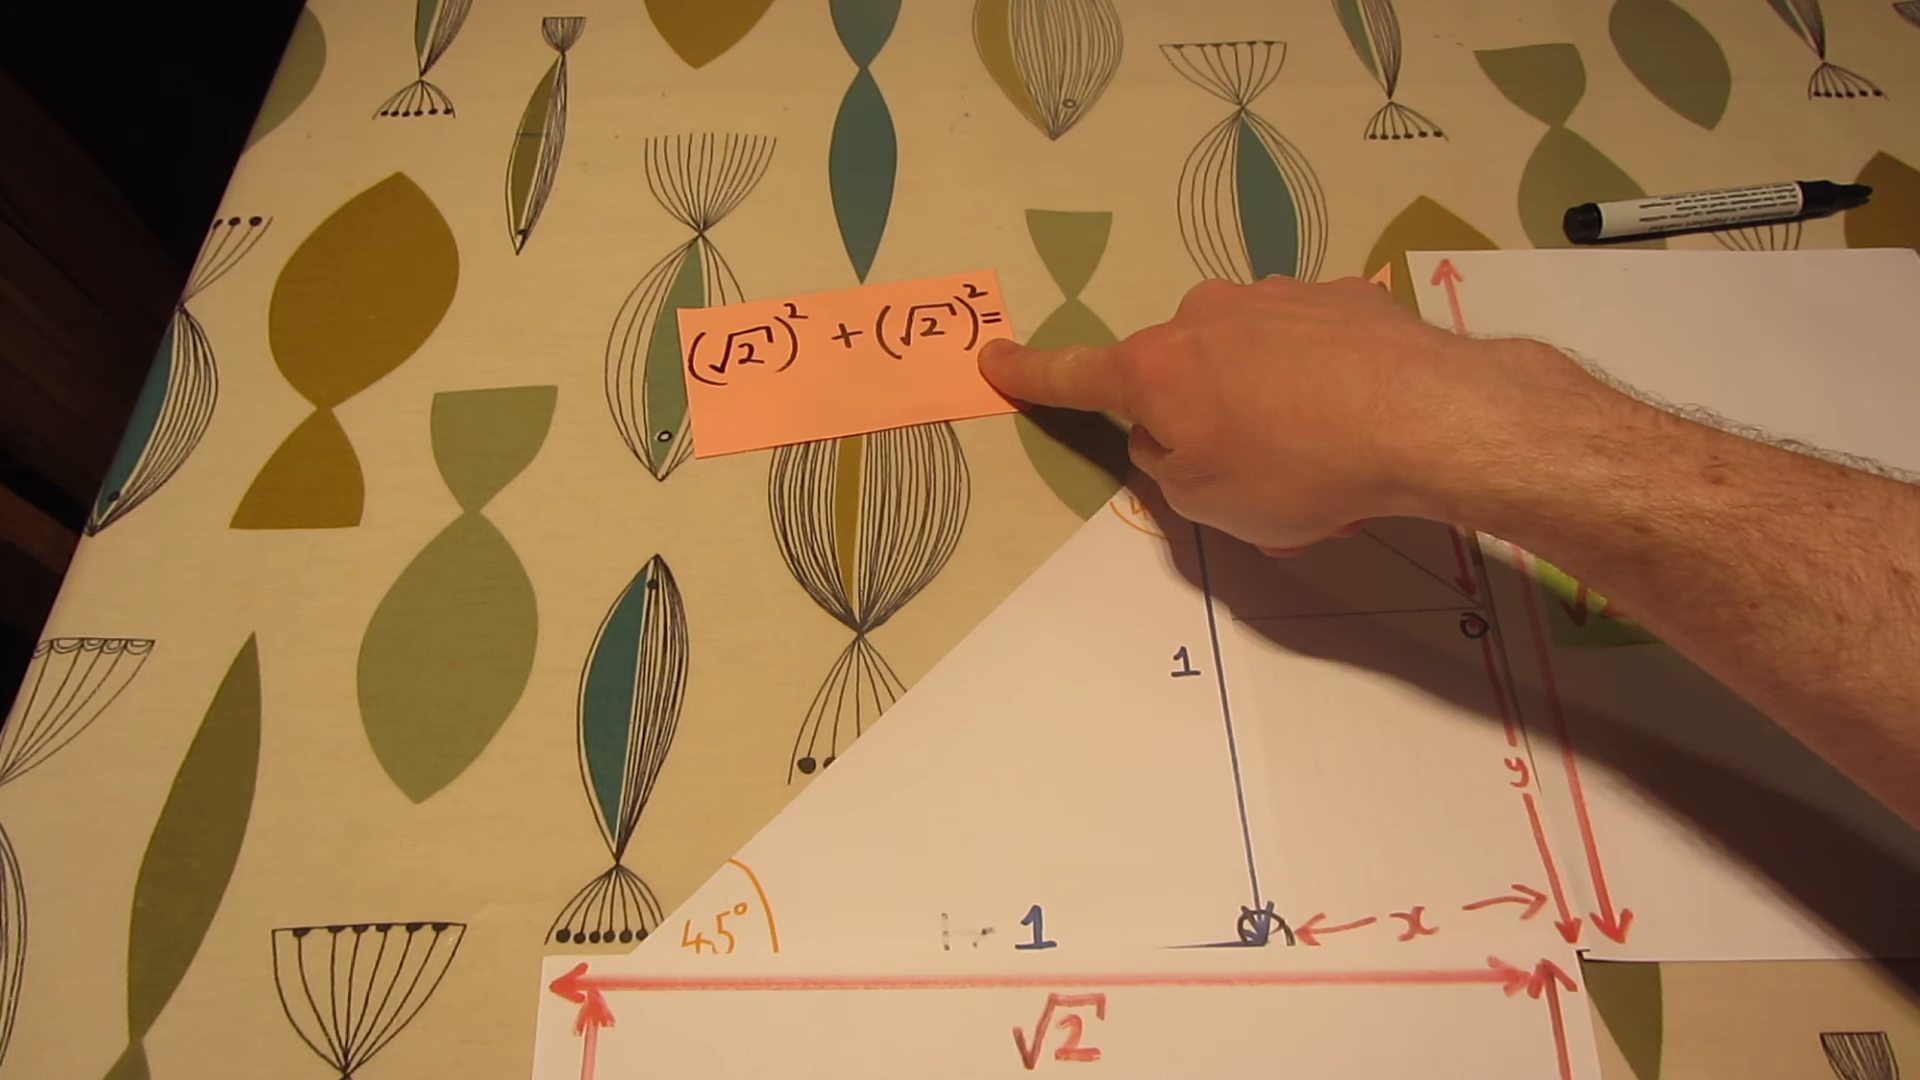 (√2)² + (√2)² =
1
y
45°
1
x
√2